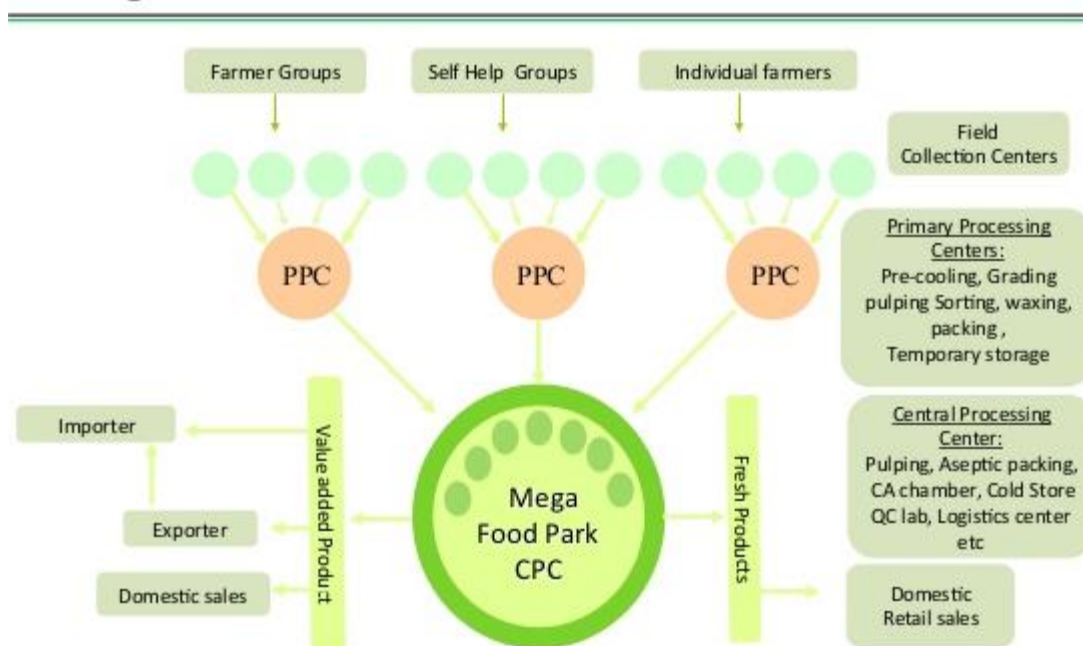 Farmer Groups
Self Help Groups
Individual farmers
Field
Collection Centers
PPC
PPC
PPC
Primary Processing
Centers:
Pre-cooling, Grading
pulping Sorting, waxing,
packing ,
Temporary storage
Importer
Exporter
Domestic sales
Value added Product
Mega
Food Park
CPC
Fresh Products
Central Processing
Center:
Pulping, Aseptic packing,
CA chamber, Cold Store
QC lab, Logistics center
etc
Domestic
Retail sales